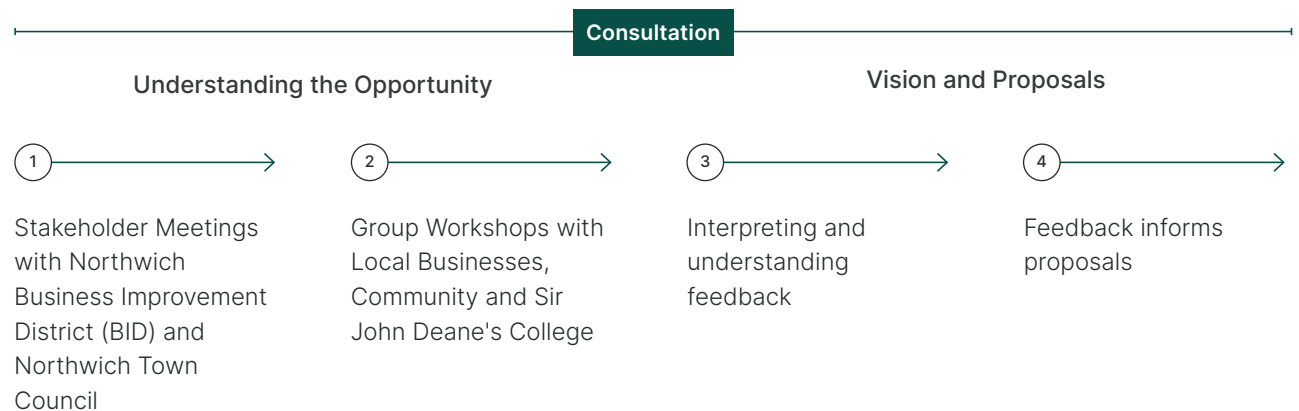 Consultation
Understanding the Opportunity
Vision and Proposals
1
Stakeholder Meetings
with Northwich
Business Improvement
District (BID) and
Northwich Town
Council
2
Group Workshops with
Local Businesses,
Community and Sir
John Deane's College
3
Interpreting and
understanding
feedback
4
Feedback informs
proposals